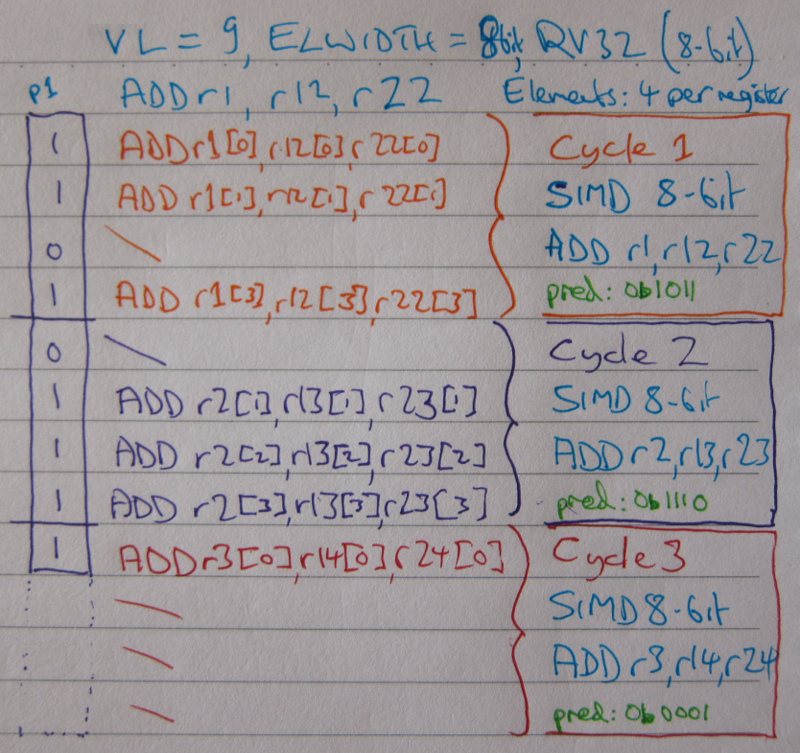 VL = 9, ELWIDTH = 8bit, RV32 (8-bit)
P1 ADD r1, r12, r22 Elements: 4 per register
1 ADD r1[0], r12[0], r22[0] Cycle 1
1 ADD r1[1], r12[1], r22[1] SIMD 8-bit
0 ADD r1, r12, r22
1 ADD r1[3], r12[3], r22[3] pred: 0b1011
0 Cycle 2
1 ADD r2[1], r13[1], r23[1] SIMD 8-bit
1 ADD r2[2], r13[2], r23[2] ADD r2, r13, r23
1 ADD r2[3], r13[3], r23[3] pred: 0b1110
1 ADD r3[0], r14[0], r24[0] Cycle 3
SIMD 8-bit
ADD r3, r14, r24
pred: 0b0001